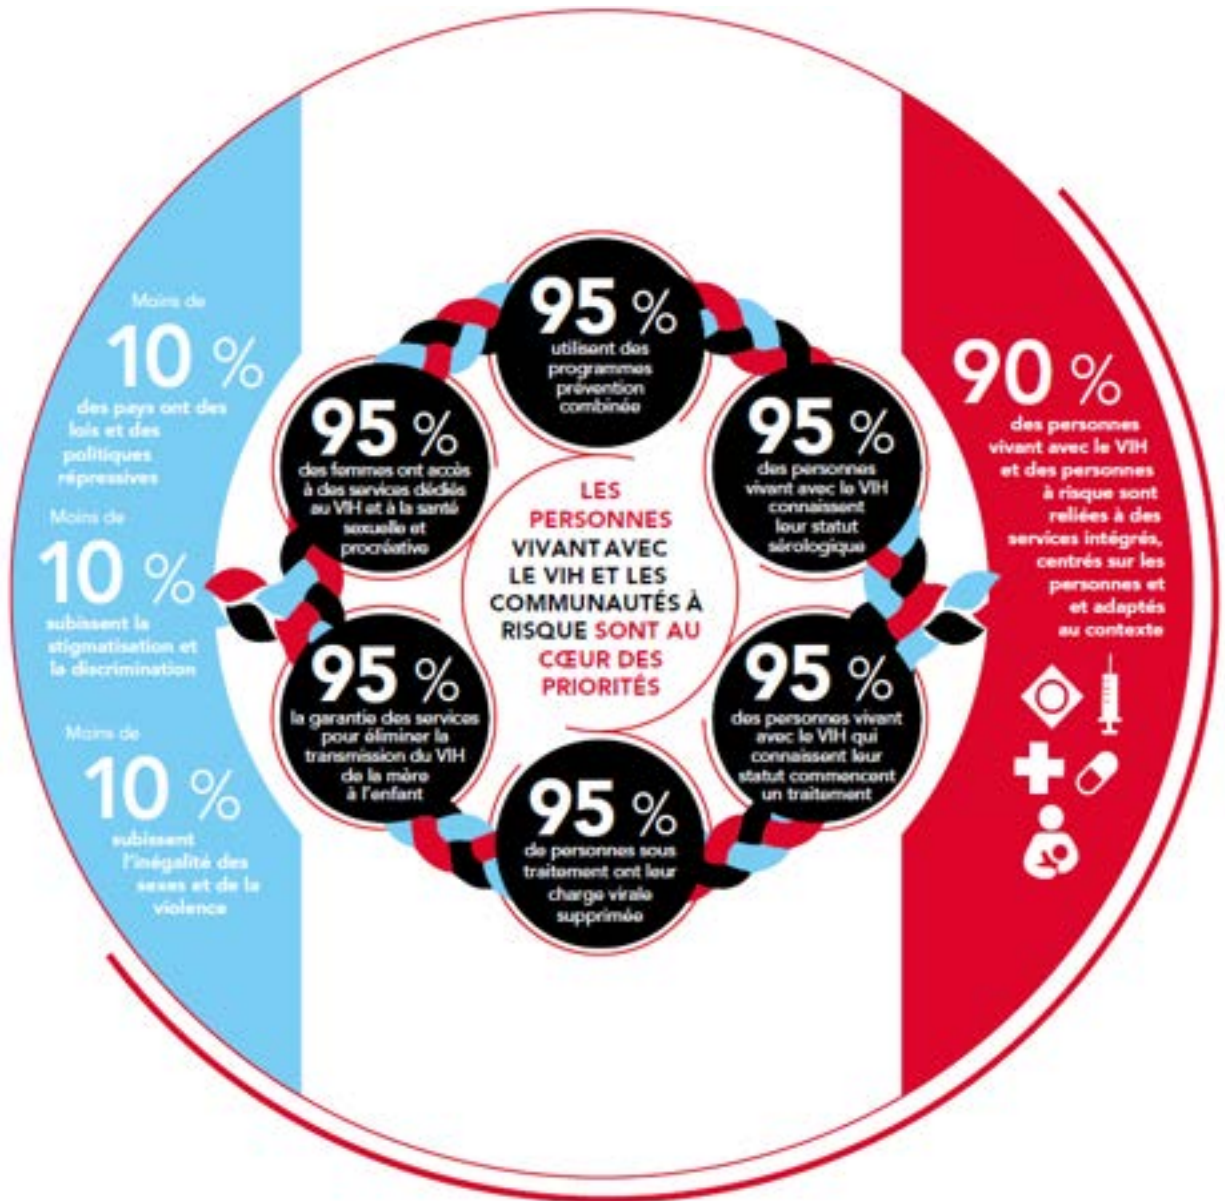 Moins de
10 %
des pays ont des
lois et des
politiques
répressives
Moins de
10 %
subissent la
stigmatisation et
la discrimination
Moins de
10 %
subissent
l'inégalité des
sexes et de la
violence
95 %
utilisent des
programmes
prévention
combinée
95 %
des personnes
vivant avec le VIH
connaissent
leur statut
sérologique
95 %
des personnes vivant
avec le VIH qui
connaissent leur
statut commencent
un traitement
95 %
de personnes sous
traitement ont leur
charge virale
supprimée
95 %
la garantie des services
pour éliminer la
transmission du VIH
de la mère
à l'enfant
95 %
des femmes ont accès
à des services dédiés
au VIH et à la santé
sexuelle et
procréative
LES
PERSONNES
VIVANT AVEC
LE VIH ET LES
COMMUNAUTÉS À
RISQUE SONT AU
CŒUR DES
PRIORITÉS
90 %
des personnes
vivant avec le VIH
et des personnes
à risque sont
reliées à des
services intégrés,
centrés sur les
personnes et
et adaptés
au contexte